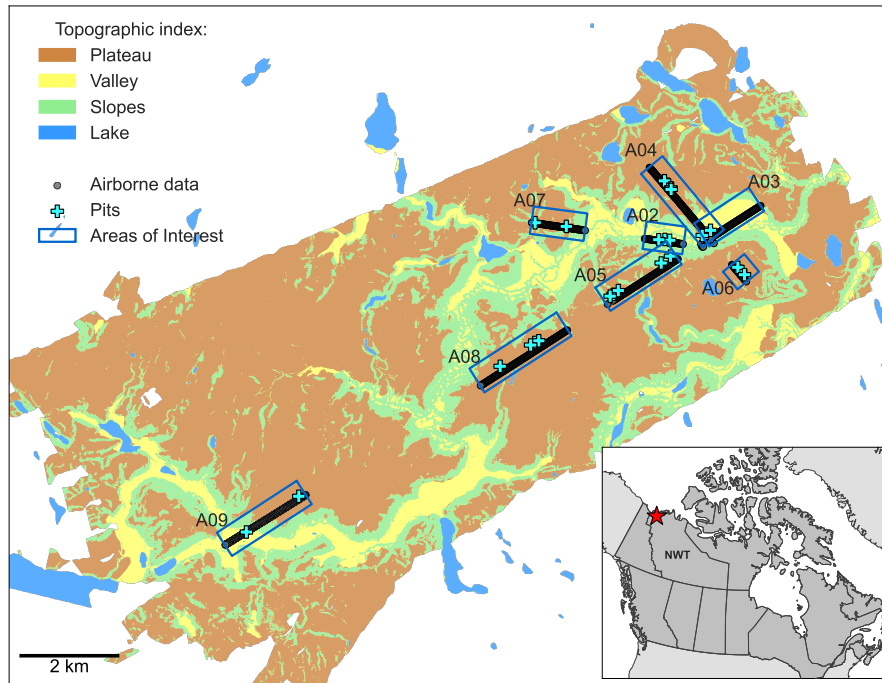 Topographic index:
Plateau
Valley
Slopes
Lake
Airborne data
Pits
Areas of Interest
A04
A03
A07
A02
A05
A06
A08
A09
2 km
NWT